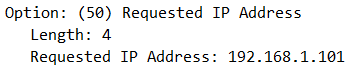 Option: (50) Requested IP Address
Length: 4
Requested IP Address: 192.168.1.101